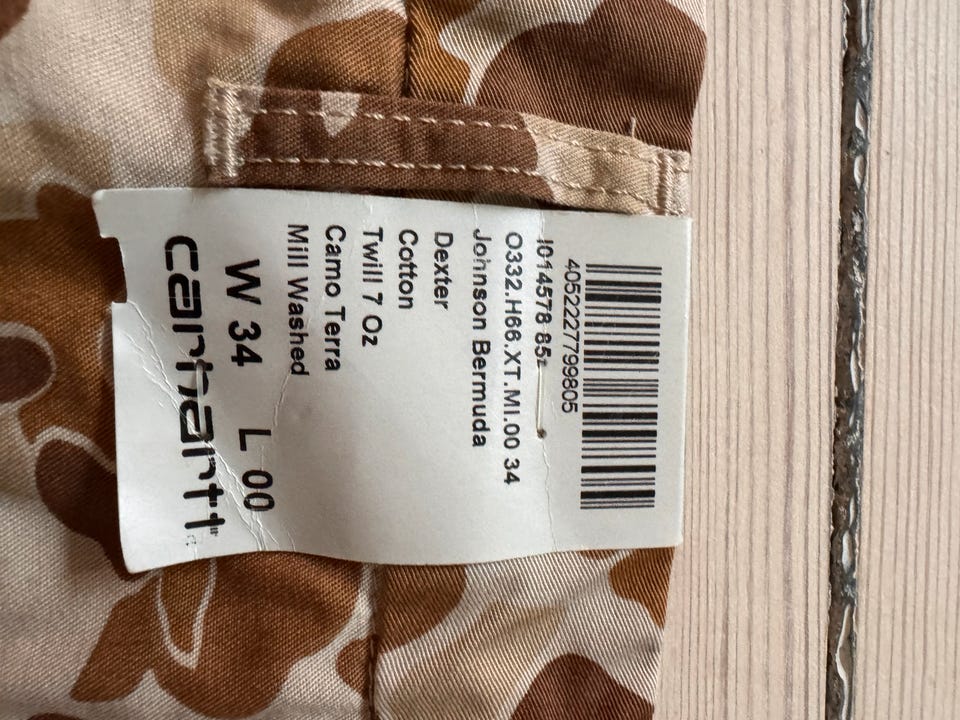 4052227799805
I014578 85
O332.H66.XT.MI.00 34
Johnson Bermuda
Dexter
Cotton
Twill 7 Oz
Camo Terra
Mill Washed
W 34 L 00
carhartt